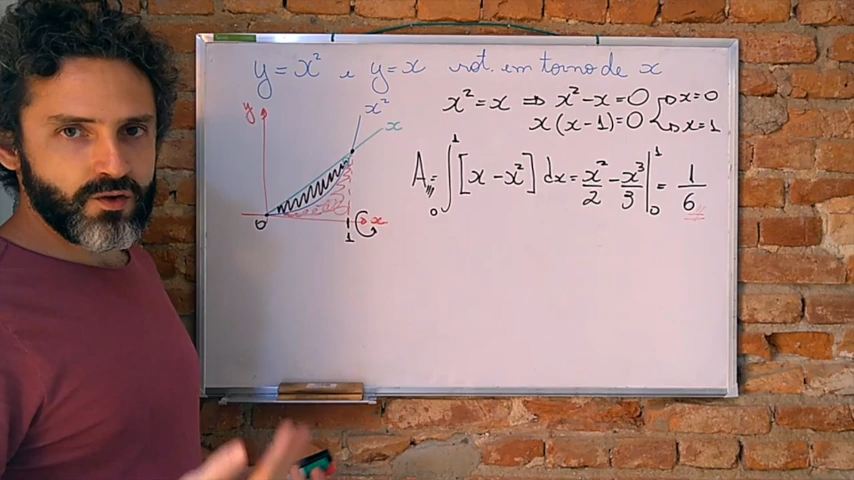 y = x² e y = x rot. em torno de x
x² = x ⇒ x² - x = 0 → x = 0
x(x - 1) = 0 → x = 1
y
x²
x
0
1
x
A = ∫₀¹ [x - x²] dx = x²/2 - x³/3 |₀¹ = 1/6